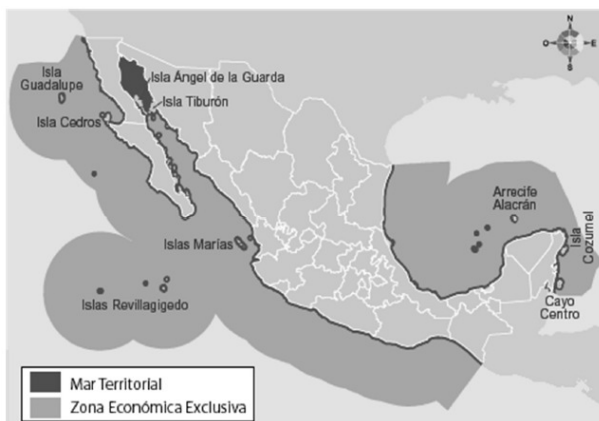 N
O
E
S
Isla
Guadalupe
Isla Ángel de la Guarda
Isla Tiburón
Isla Cedros
Arrecife
Alacrán
Isla
Cozumel
Islas Marías
Cayo
Centro
Islas Revillagigedo
Mar Territorial
Zona Económica Exclusiva